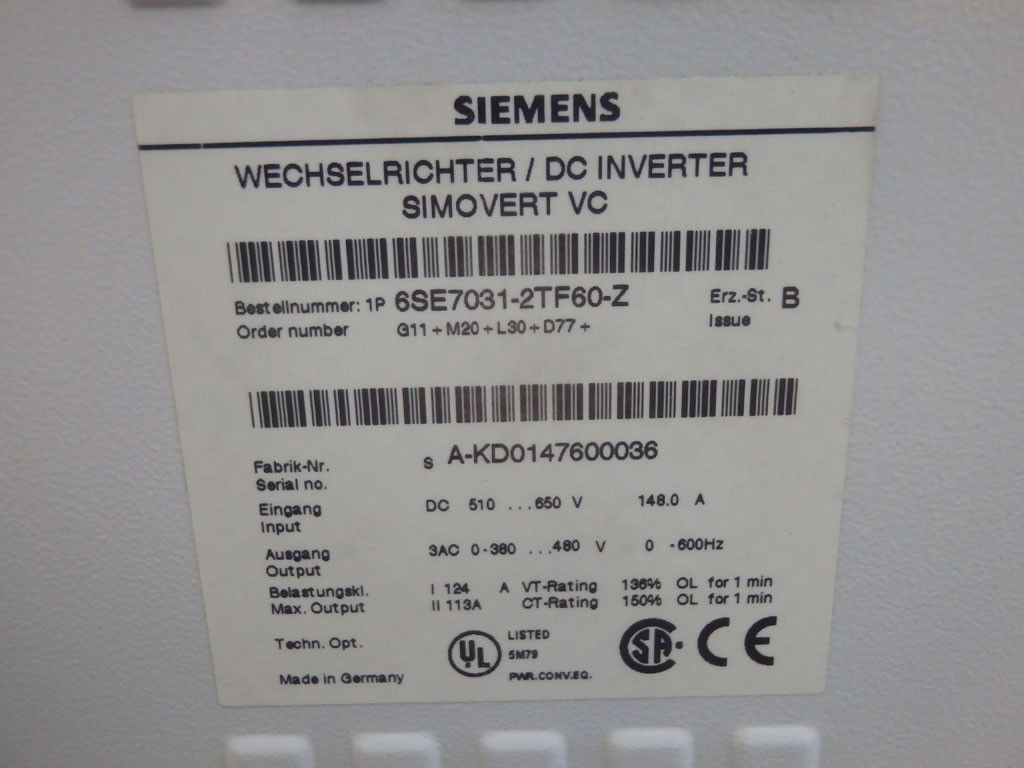 SIEMENS
WECHSELRICHTER / DC INVERTER
SIMOVERT VC
Bestellnummer: 1P 6SE7031-2TF60-Z Erz.-St. B
Order number G11+M20+L30+D77+ Issue
Fabrik-Nr. S A-KD0147600036
Serial no.
Eingang DC 510 ...650 V 148.0 A
Input
Ausgang 3AC 0-380 ...480 V 0 -600Hz
Output
Belastungskl. I 124 A VT-Rating 136% OL for 1 min
Max. Output II 113A CT-Rating 150% OL for 1 min
Techn. Opt. UL LISTED SA CE
5M79
Made in Germany PWR.CONV.EQ.